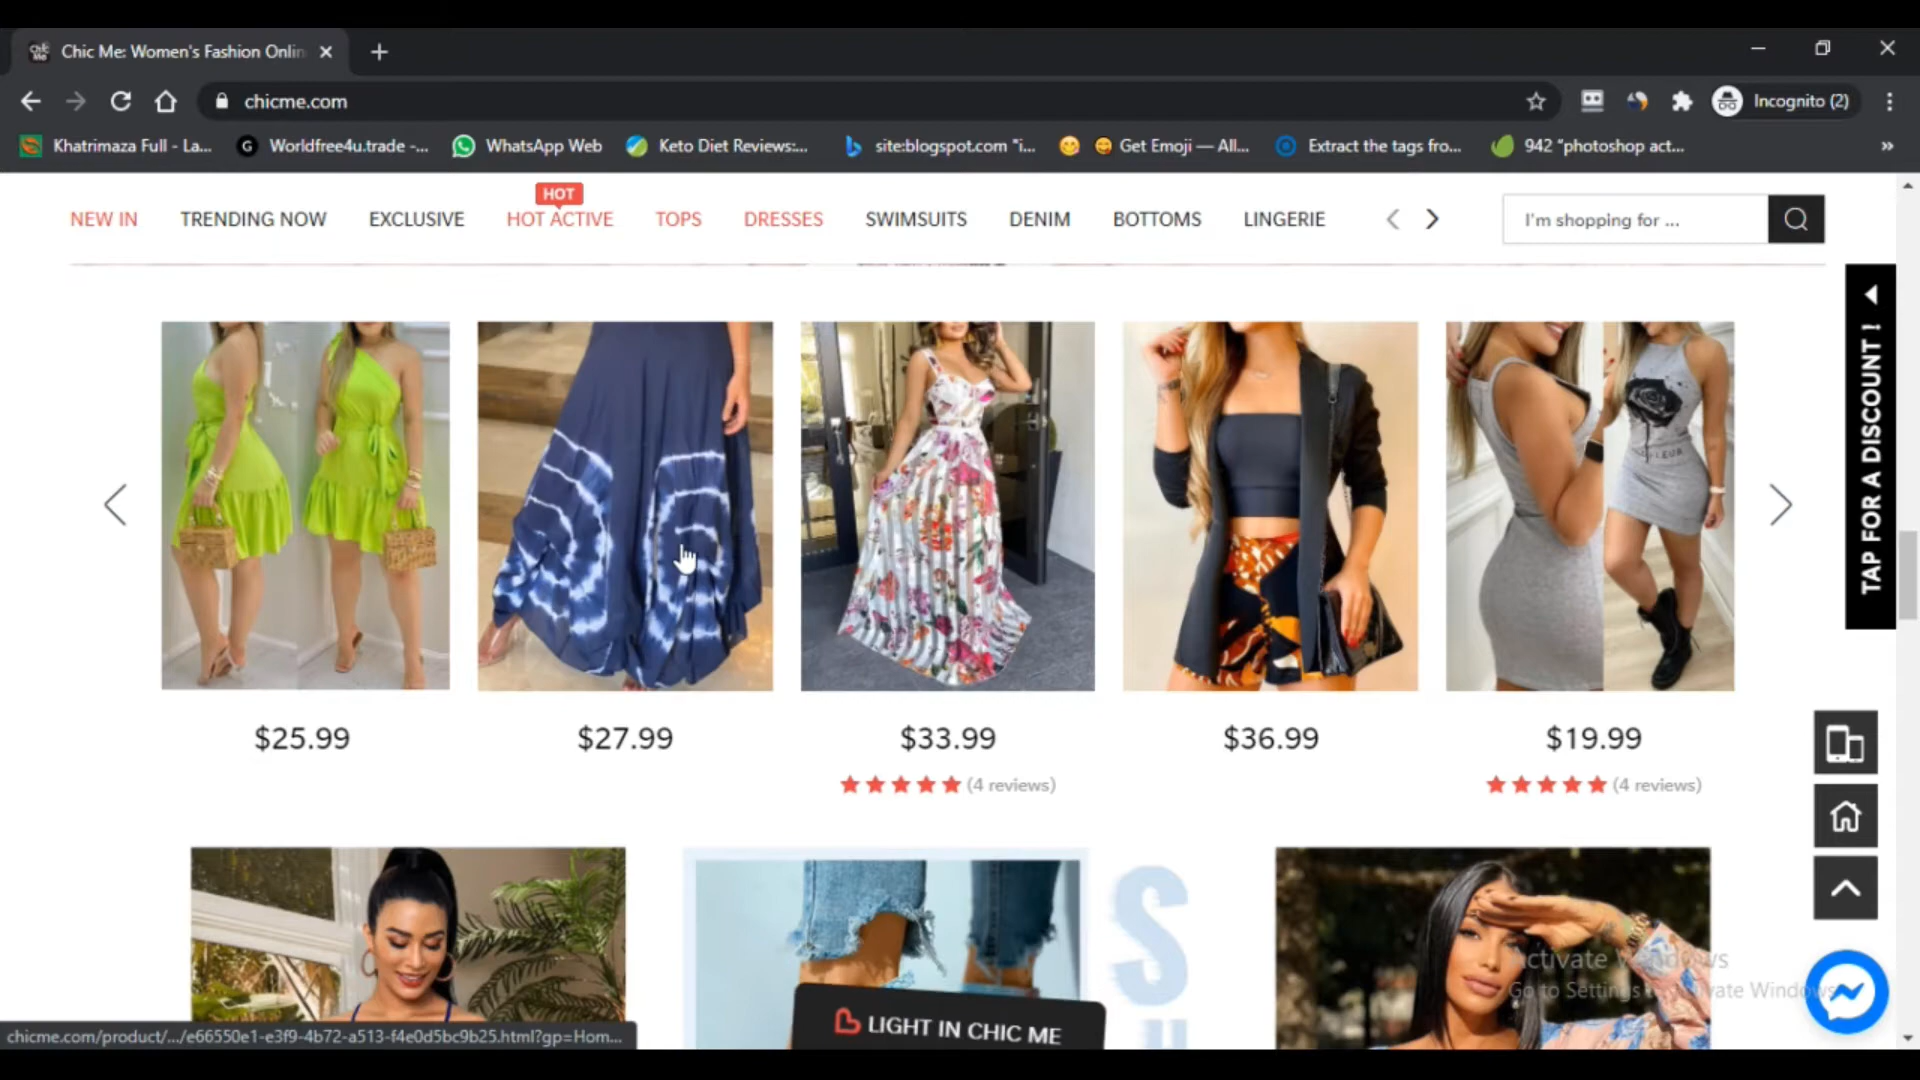 Chic Me: Women's Fashion Onlin
chicme.com
Incognito (2)
Khatrimaza Full - La...
Worldfree4u.trade -...
WhatsApp Web
Keto Diet Reviews:...
site:blogspot.com "i...
Get Emoji — All...
Extract the tags fro...
942 "photoshop act...
»
HOT
NEW IN
TRENDING NOW
EXCLUSIVE
HOT ACTIVE
TOPS
DRESSES
SWIMSUITS
DENIM
BOTTOMS
LINGERIE
I'm shopping for ...
TAP FOR A DISCOUNT !
$25.99
$27.99
$33.99
$36.99
$19.99
(4 reviews)
(4 reviews)
S
LIGHT IN CHIC ME
Activate Windows
Go to Settings to activate Windows.
chicme.com/product/.../e66550e1-e3f9-4b72-a513-f4e0d5bc9b25.html?gp=Hom...